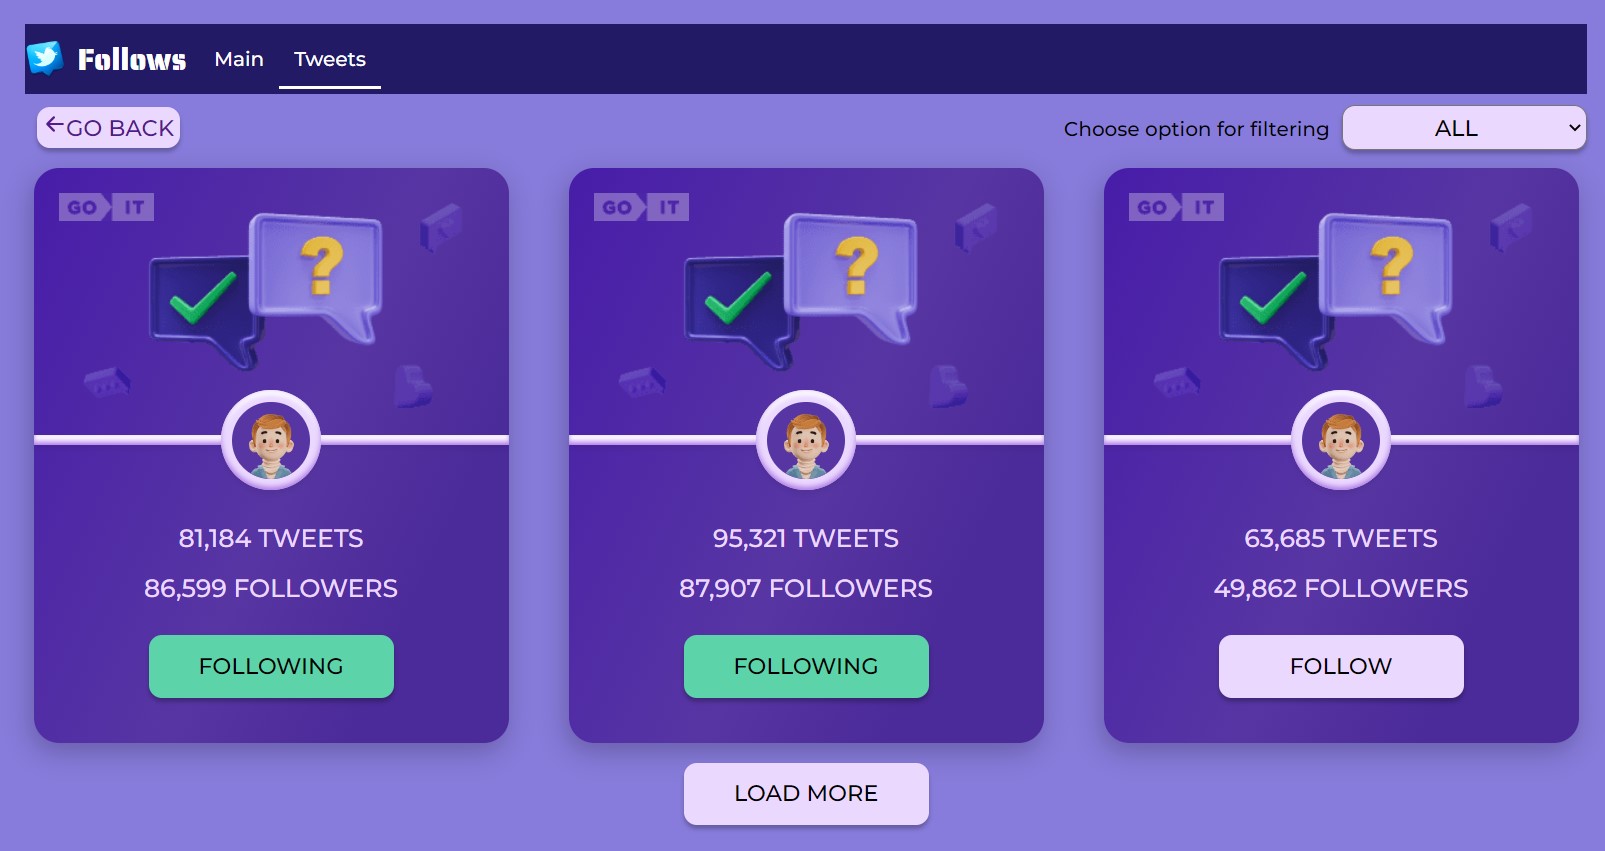 Follows Main Tweets
GO BACK
Choose option for filtering ALL
GO IT
?
81,184 TWEETS
86,599 FOLLOWERS
FOLLOWING
GO IT
?
95,321 TWEETS
87,907 FOLLOWERS
FOLLOWING
GO IT
?
63,685 TWEETS
49,862 FOLLOWERS
FOLLOW
LOAD MORE